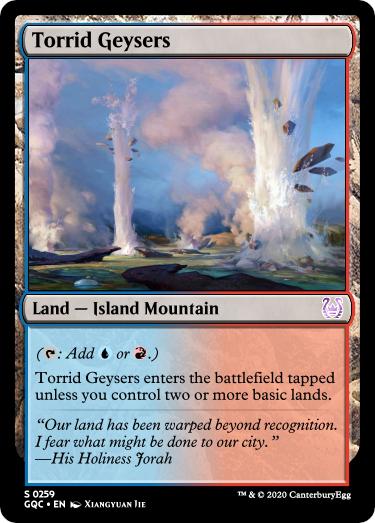 Torrid Geysers
Land — Island Mountain
(: Add or .)
Torrid Geysers enters the battlefield tapped
unless you control two or more basic lands.
“Our land has been warped beyond recognition.
I fear what might be done to our city.”
—His Holiness Jorah
S 0259
GQC • EN Xiangyuan Jie
™ & © 2020 CanterburyEgg